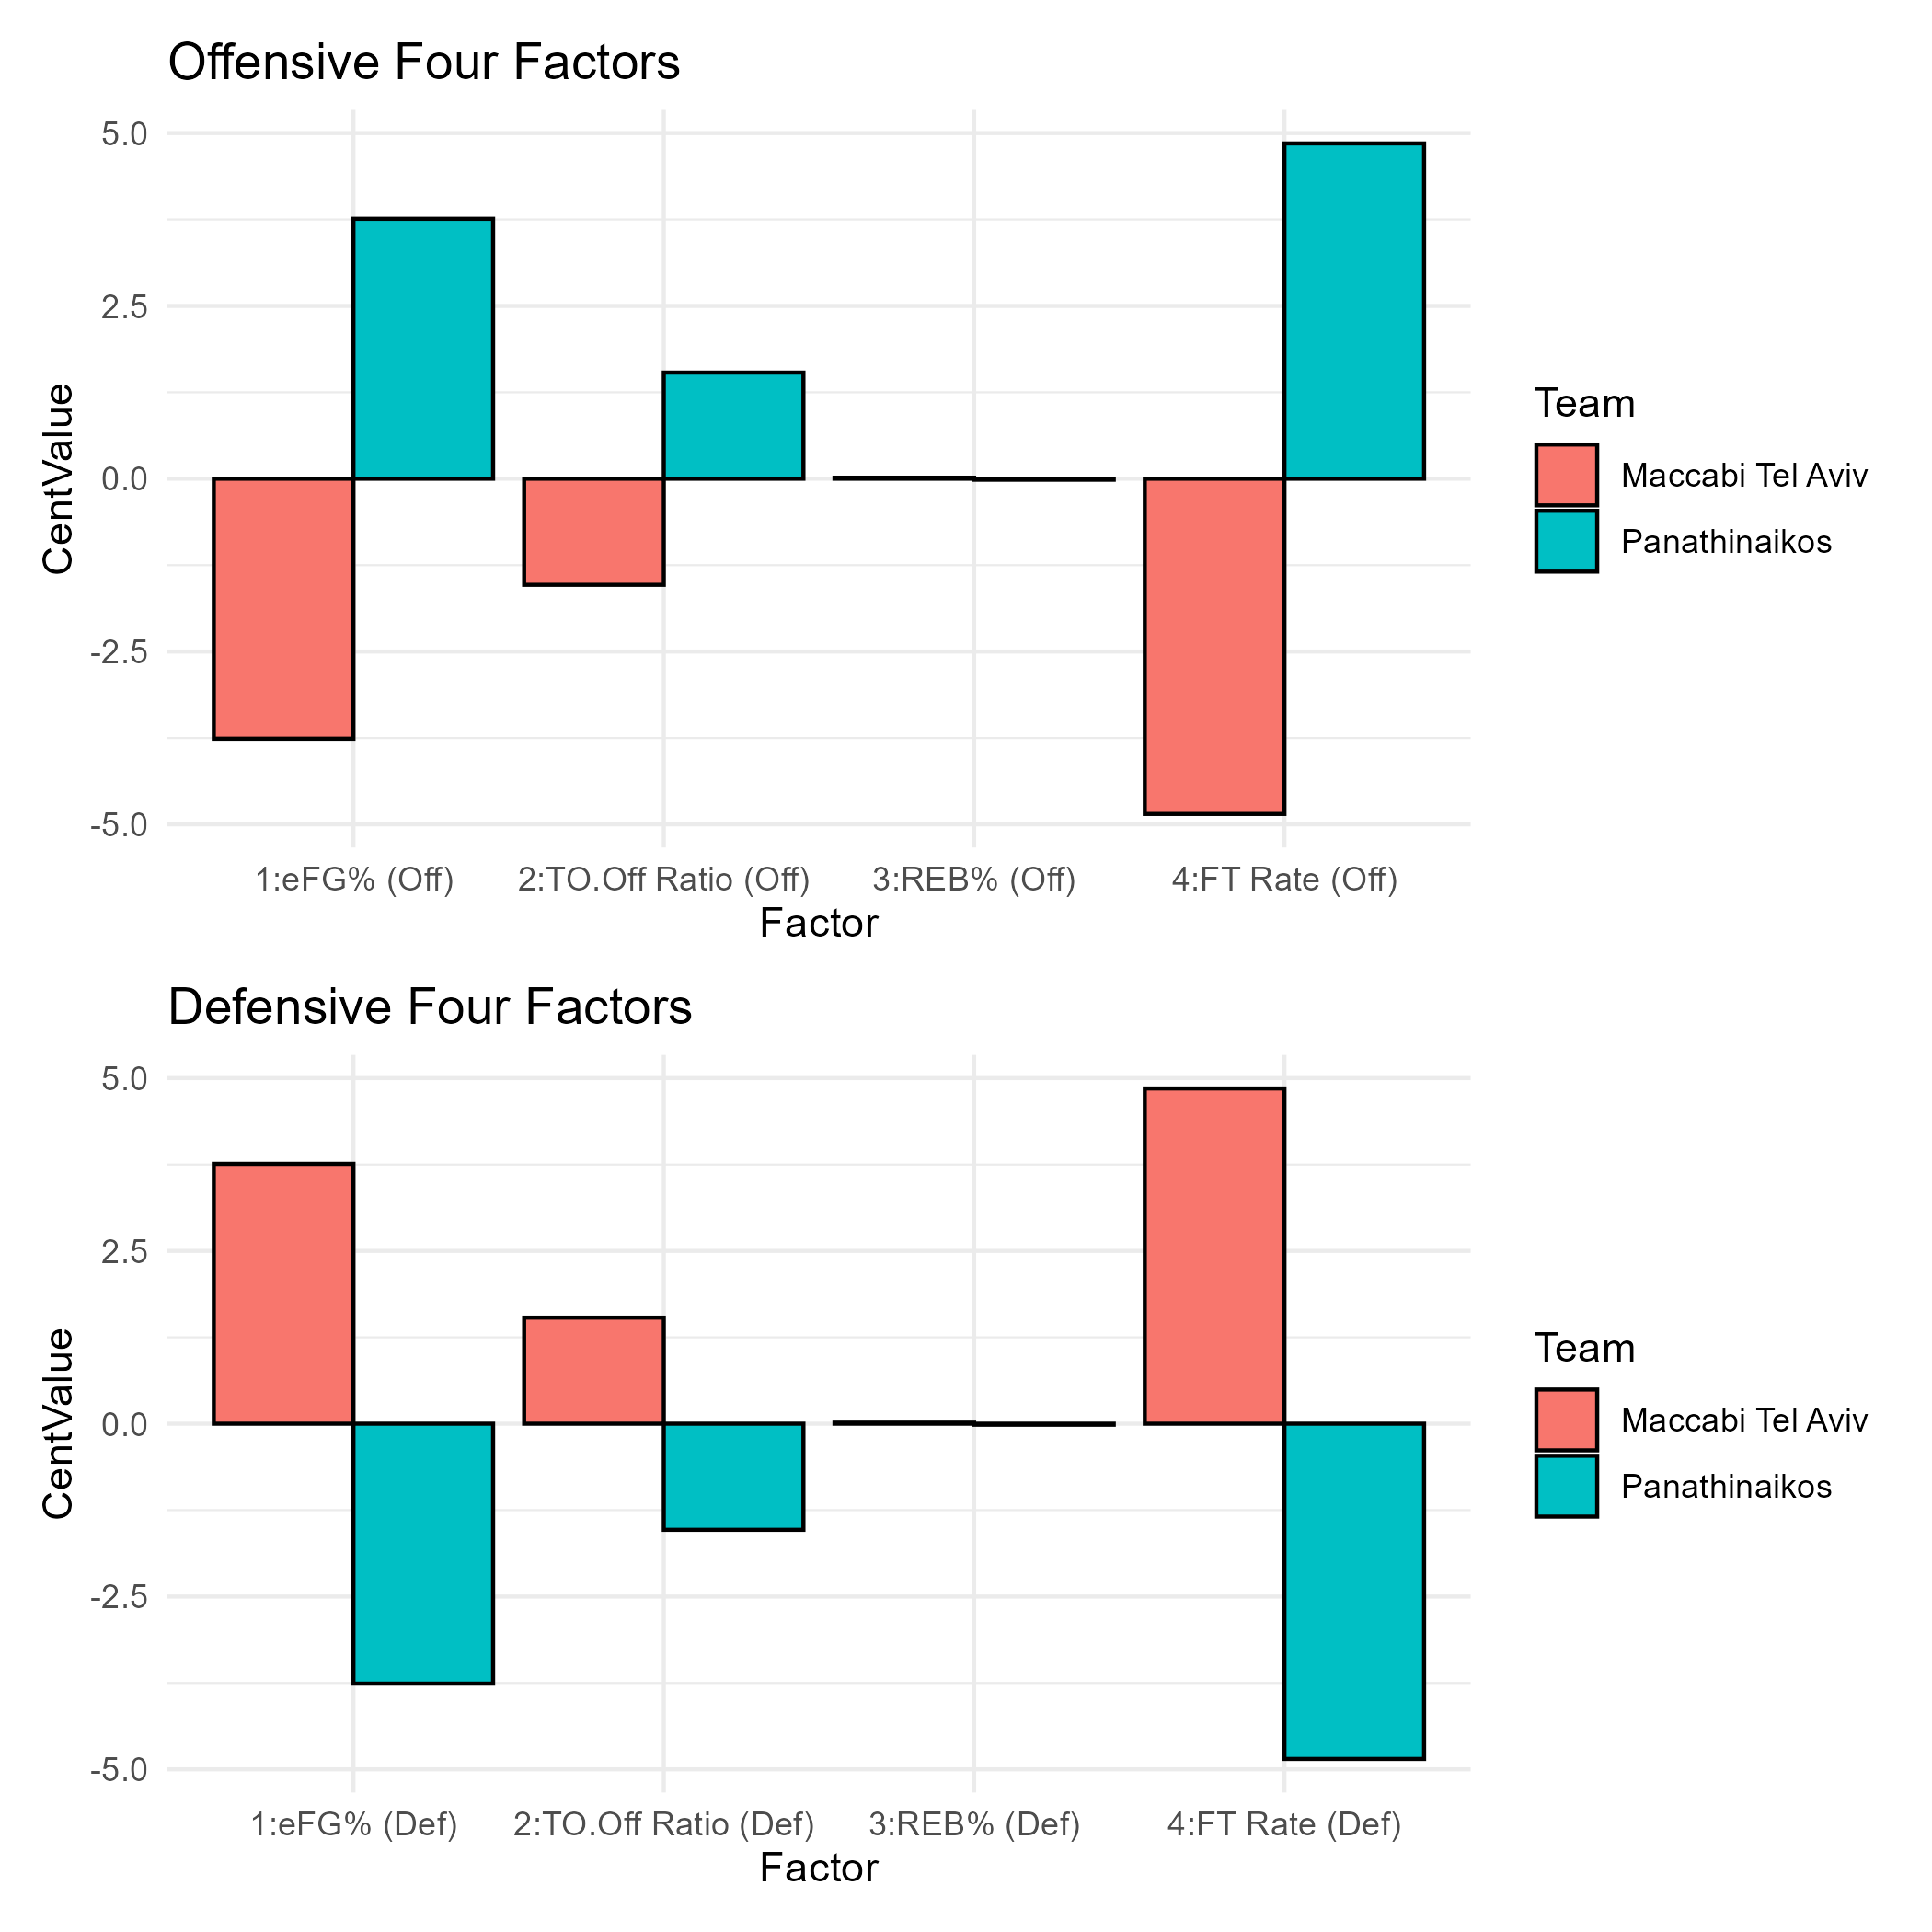 Offensive Four Factors
5.0
2.5
0.0
-2.5
-5.0
CentValue
1:eFG% (Off) 2:TO.Off Ratio (Off) 3:REB% (Off) 4:FT Rate (Off)
Factor
Team
Maccabi Tel Aviv
Panathinaikos
Defensive Four Factors
5.0
2.5
0.0
-2.5
-5.0
CentValue
1:eFG% (Def) 2:TO.Off Ratio (Def) 3:REB% (Def) 4:FT Rate (Def)
Factor
Team
Maccabi Tel Aviv
Panathinaikos